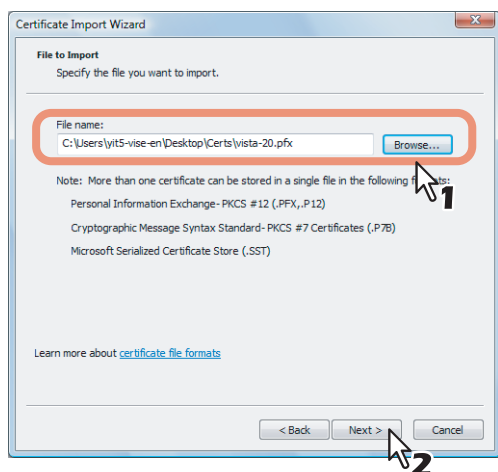 Certificate Import Wizard
File to Import
Specify the file you want to import.
File name:
C:\Users\yit5-vise-en\Desktop\Certs\vista-20.pfx
Browse...
Note: More than one certificate can be stored in a single file in the following formats:
1
Personal Information Exchange- PKCS #12 (.PFX,.P12)
Cryptographic Message Syntax Standard- PKCS #7 Certificates (.P7B)
Microsoft Serialized Certificate Store (.SST)
Learn more about certificate file formats
< Back Next > Cancel
2